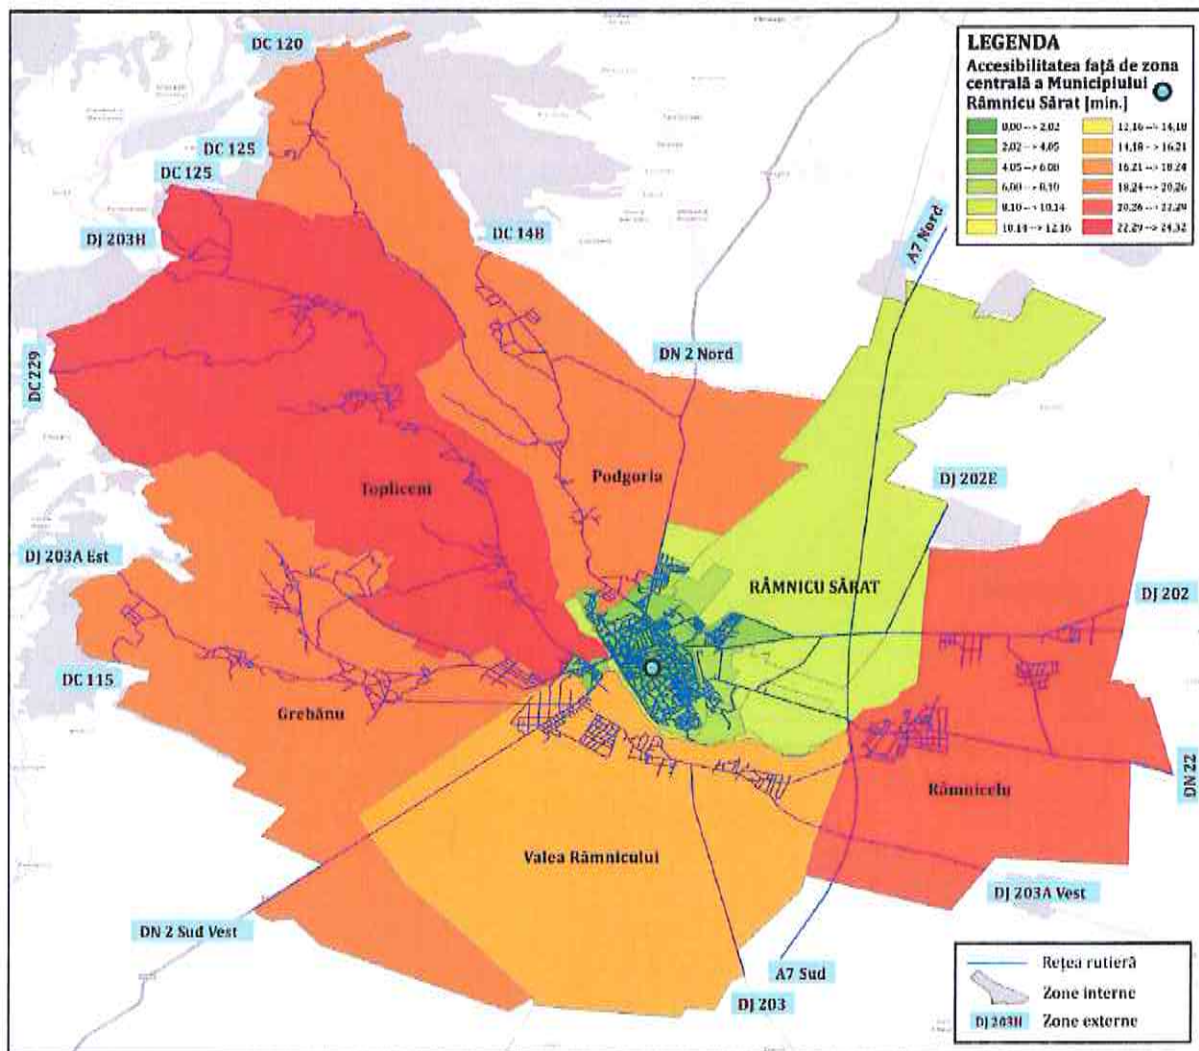 LEGENDA
Accesibilitatea față de zona
centrală a Municipiului
Râmnicu Sărat [min.]
0,00 --> 2,02
2,02 --> 4,05
4,05 --> 6,08
6,08 --> 8,10
8,10 --> 10,14
10,14 --> 12,16
12,16 --> 14,18
14,18 --> 16,21
16,21 --> 18,24
18,24 --> 20,26
20,26 --> 22,29
22,29 --> 24,32
DC 120
DC 125
DC 125
DJ 203H
DC 14B
A7 Nord
DN 2 Nord
DC 229
DJ 202E
Topliceni
Podgoria
DJ 203A Est
RÂMNICU SĂRAT
DJ 202
DC 115
Grebănu
DN 22
Râmnicelu
Valea Râmnicului
DJ 203A Vest
DN 2 Sud Vest
A7 Sud
DJ 203
Rețea rutieră
Zone interne
DJ 203H Zone externe